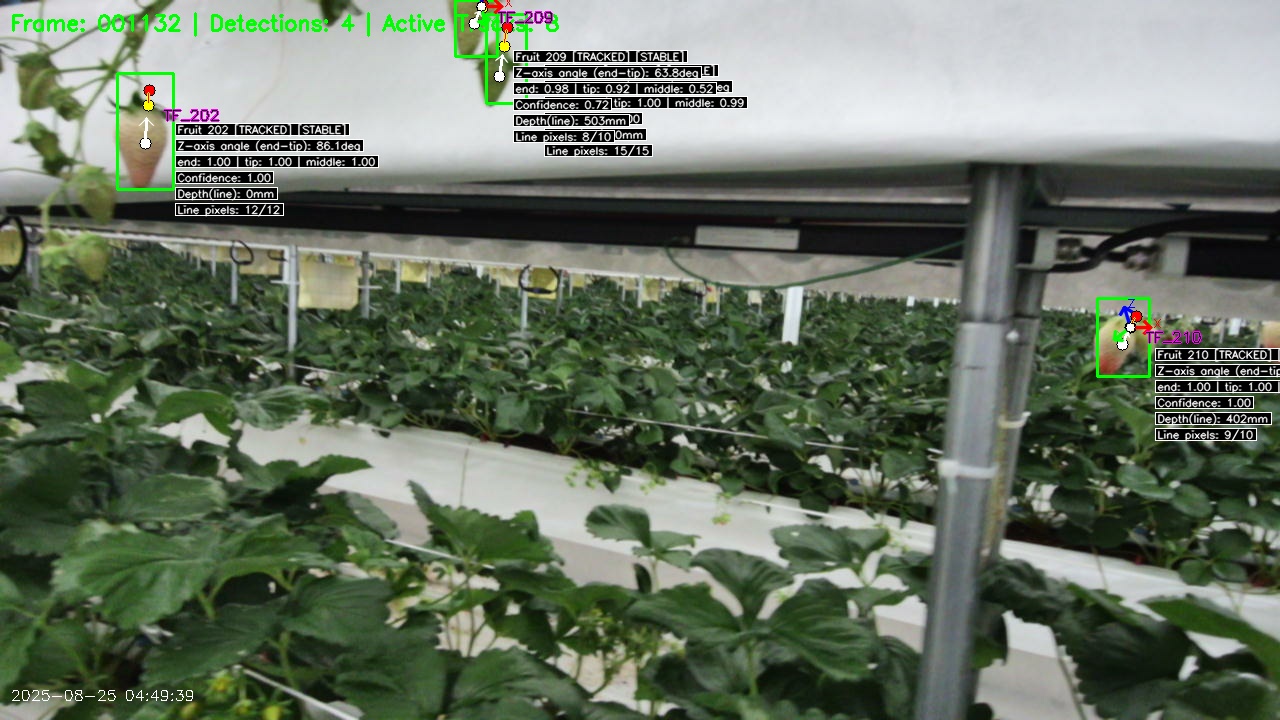 Frame: 001132 | Detections: 4 | Active 8
TF_209
Fruit 209 [TRACKED] [STABLE]
Z-axis angle (end-tip): 63.8deg
end: 0.98 | tip: 0.92 | middle: 0.52
Confidence: 0.72
tip: 1.00 | middle: 0.99
Depth(line): 503mm
Line pixels: 8/10
0mm
Line pixels: 15/15
TF_202
Fruit 202 [TRACKED] [STABLE]
Z-axis angle (end-tip): 86.1deg
end: 1.00 | tip: 1.00 | middle: 1.00
Confidence: 1.00
Depth(line): 0mm
Line pixels: 12/12
Z
X
TF_210
Fruit 210 [TRACKED]
Z-axis angle (end-tip
end: 1.00 | tip: 1.00
Confidence: 1.00
Depth(line): 402mm
Line pixels: 9/10
2025-08-25 04:49:39